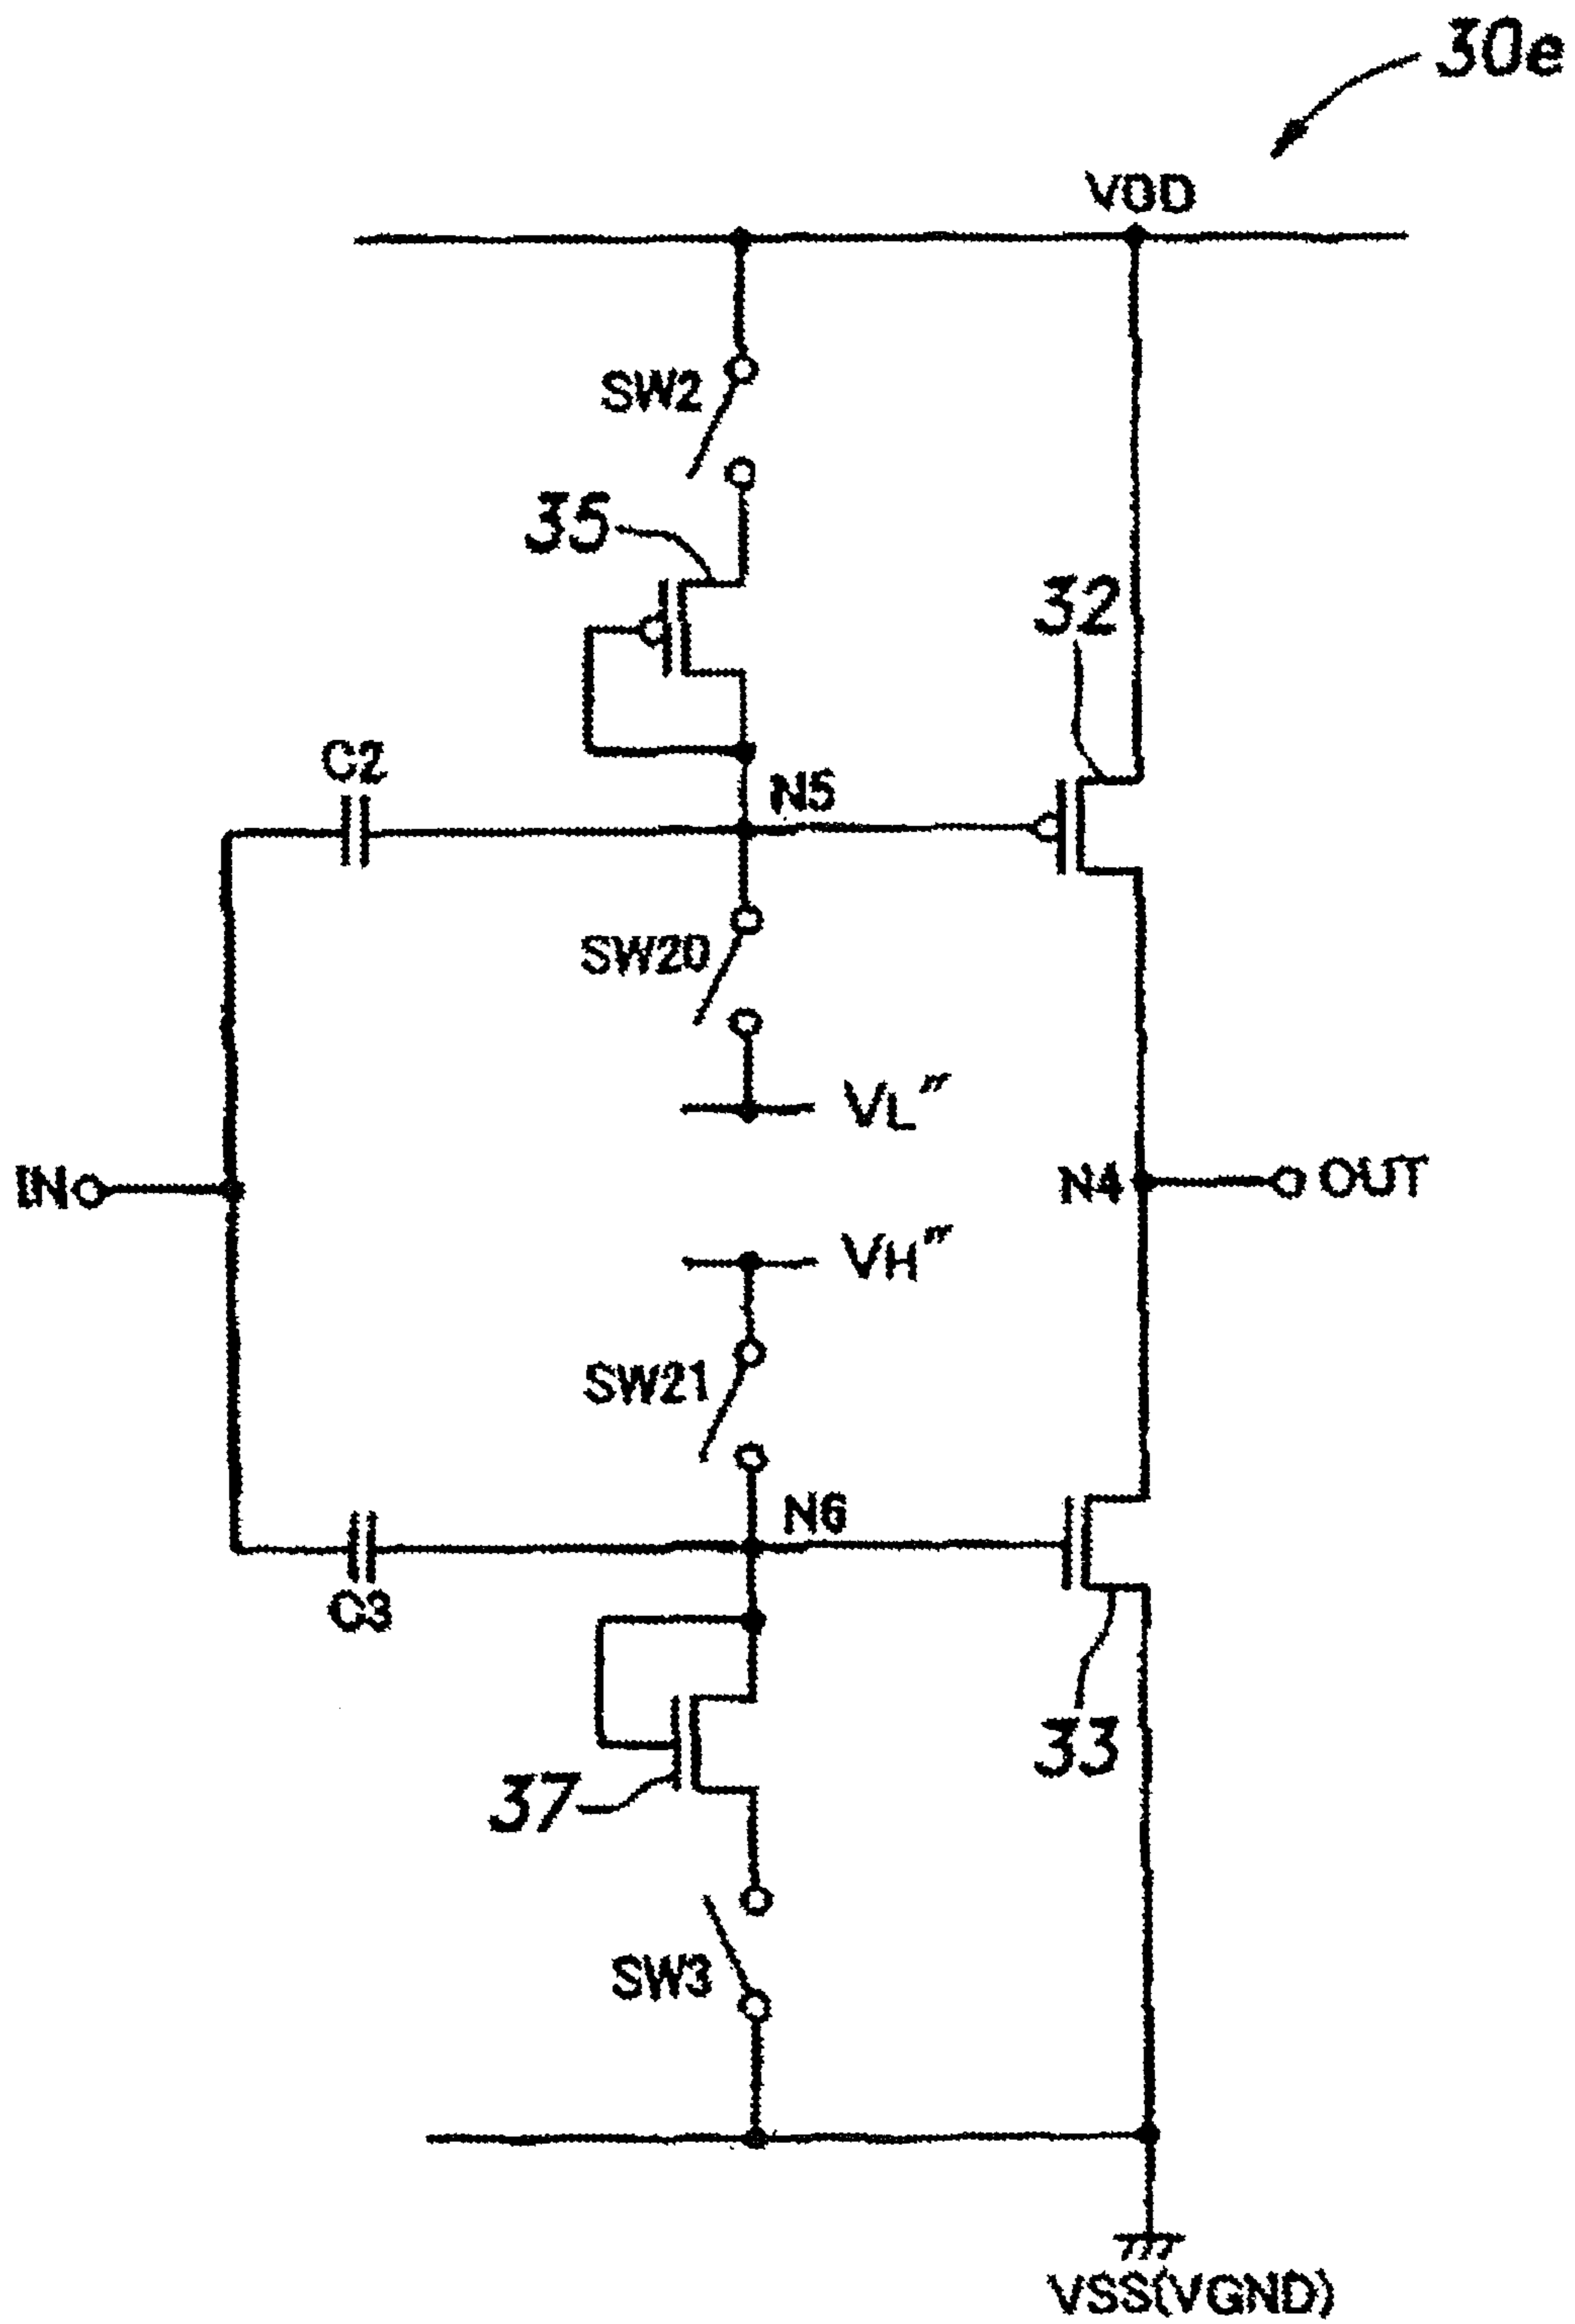 30e
VDD
SW2
35
32
C2
N5
SW20
VL"
IN
N4
OUT
VH"
SW21
N6
C3
33
37
SW3
VSS(VGND)